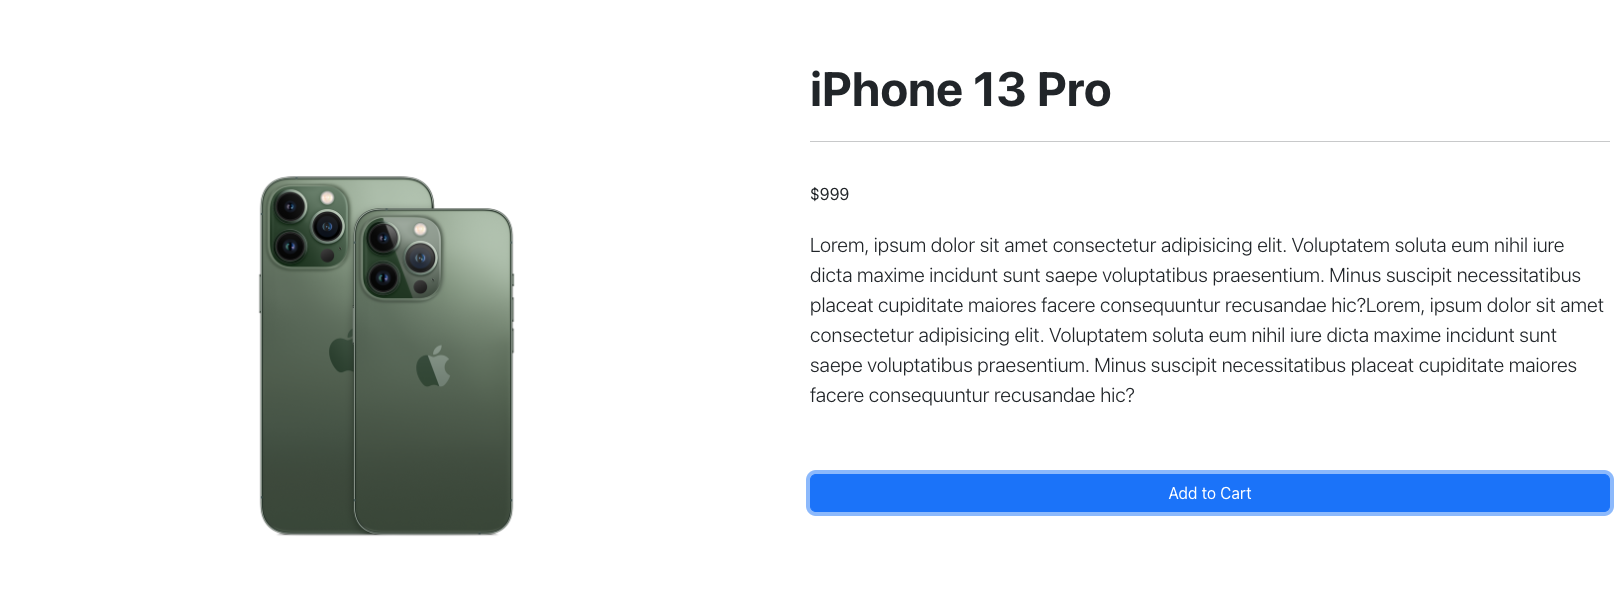 iPhone 13 Pro
$999
Lorem, ipsum dolor sit amet consectetur adipisicing elit. Voluptatem soluta eum nihil iure
dicta maxime incidunt sunt saepe voluptatibus praesentium. Minus suscipit necessitatibus
placeat cupiditate maiores facere consequuntur recusandae hic?Lorem, ipsum dolor sit amet
consectetur adipisicing elit. Voluptatem soluta eum nihil iure dicta maxime incidunt sunt
saepe voluptatibus praesentium. Minus suscipit necessitatibus placeat cupiditate maiores
facere consequuntur recusandae hic?
Add to Cart